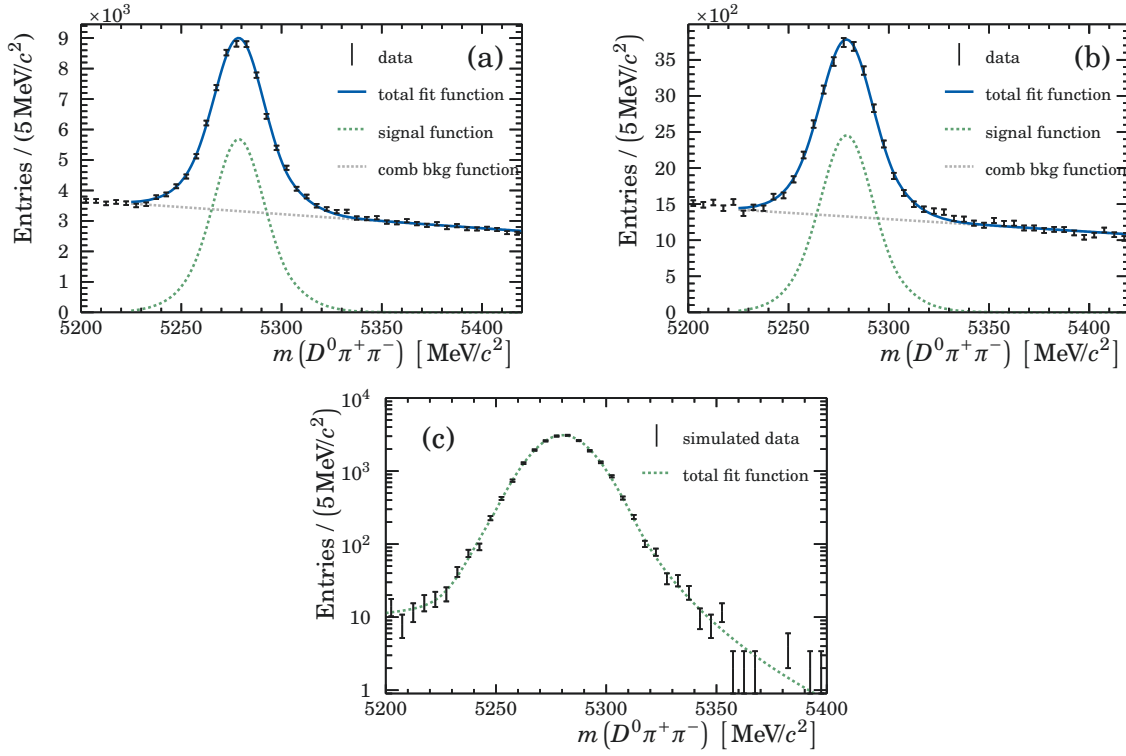 ×10³
Entries / (5 MeV/c²)
9
8
7
6
5
4
3
2
1
0
(a)
data
total fit function
signal function
comb bkg function
5200 5250 5300 5350 5400
m(D⁰π⁺π⁻) [MeV/c²]
×10²
Entries / (5 MeV/c²)
35
30
25
20
15
10
5
0
(b)
data
total fit function
signal function
comb bkg function
5200 5250 5300 5350 5400
m(D⁰π⁺π⁻) [MeV/c²]
Entries / (5 MeV/c²)
10⁴
10³
10²
10
1
(c)
simulated data
total fit function
5200 5250 5300 5350 5400
m(D⁰π⁺π⁻) [MeV/c²]